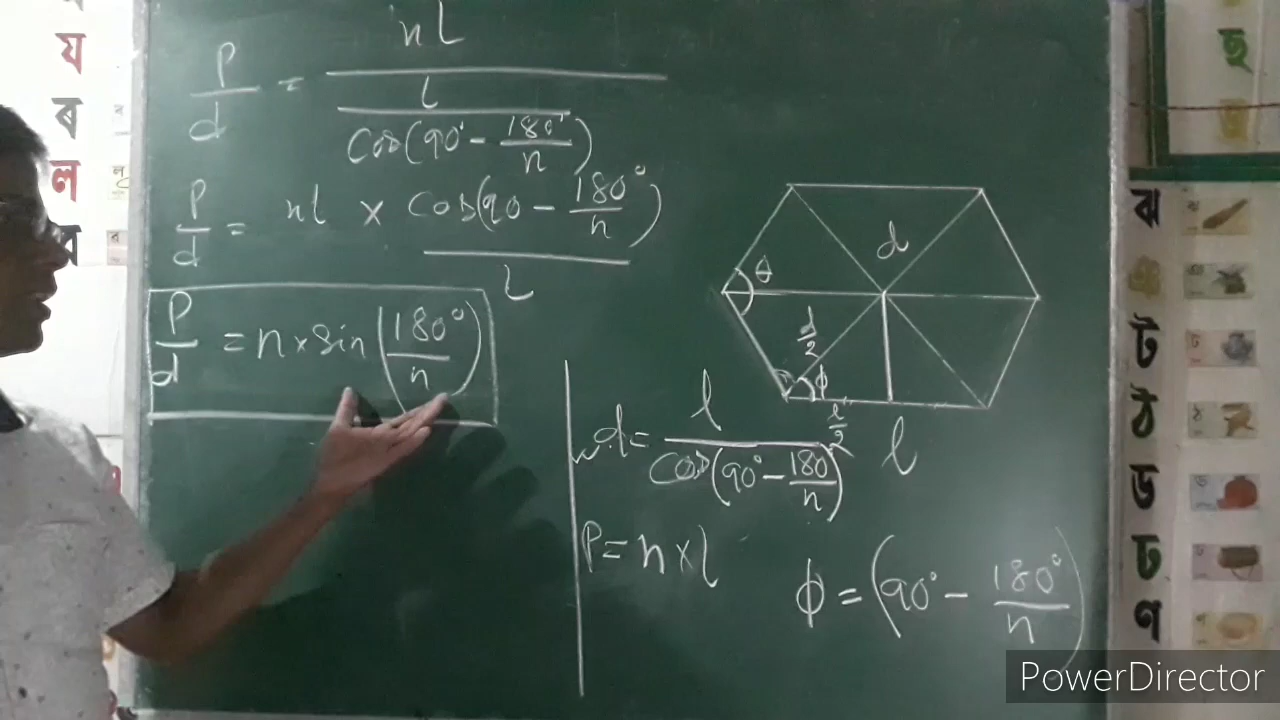 য
ৰ
ল
ৱ
P/d = nl / (l / Cos(90° - 180°/n))
P/d = nl × Cos(90 - 180°/n) / l
P/d = n × sin(180°/n)
θ
d
d/2
φ
l/2
l
d = l / Cos(90° - 180/n)
P = n × l
φ = (90° - 180°/n)
ছ
ঝ
ট
ঠ
ড
ঢ
ণ
PowerDirector